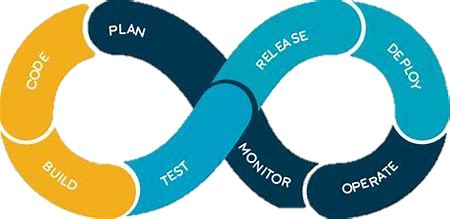 PLAN
CODE
BUILD
TEST
RELEASE
DEPLOY
OPERATE
MONITOR